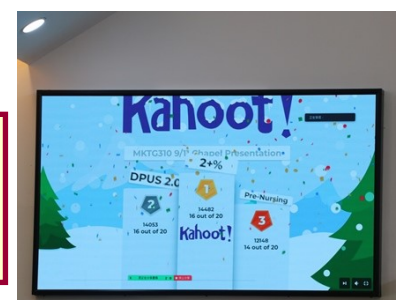 Kahoot!
MKTG310 9/1 Chapel Presentation
2+%
DPUS 2.0
1
Pre-Nursing
2
14482
16 out of 20
3
14053
16 out of 20
Kahoot!
12148
14 out of 20